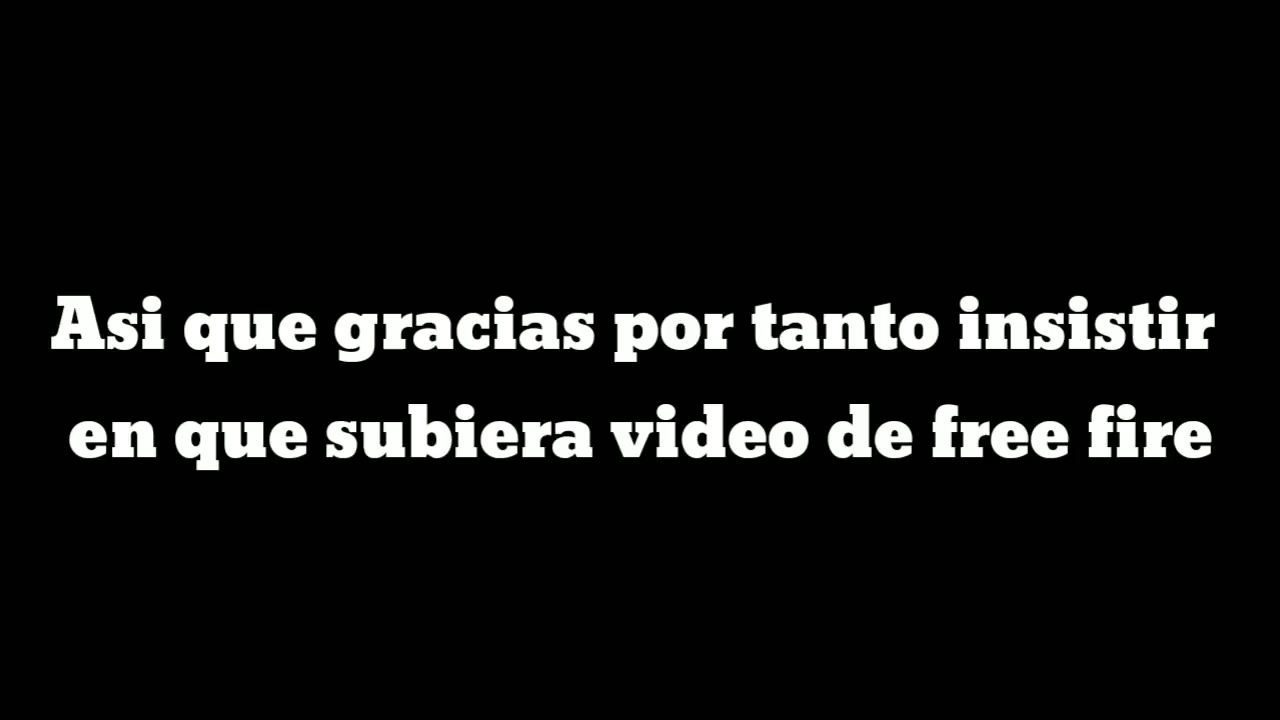 Asi que gracias por tanto insistir
en que subiera video de free fire